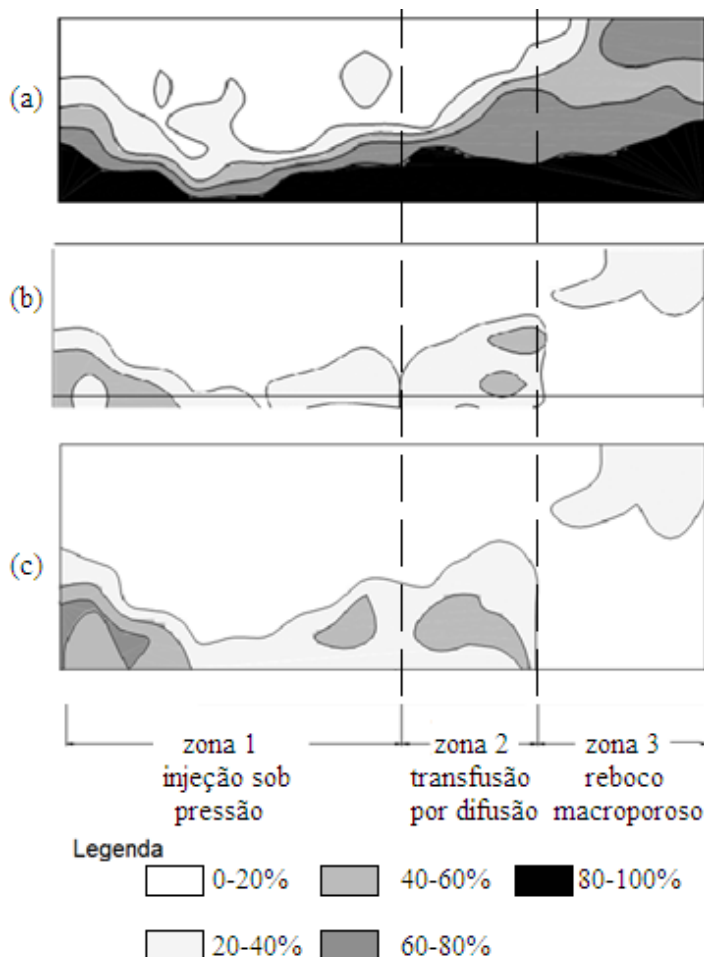 (a)
(b)
(c)
zona 1
injeção sob
pressão
zona 2
transfusão
por difusão
zona 3
reboco
macroporoso
Legenda
0-20%
40-60%
80-100%
20-40%
60-80%